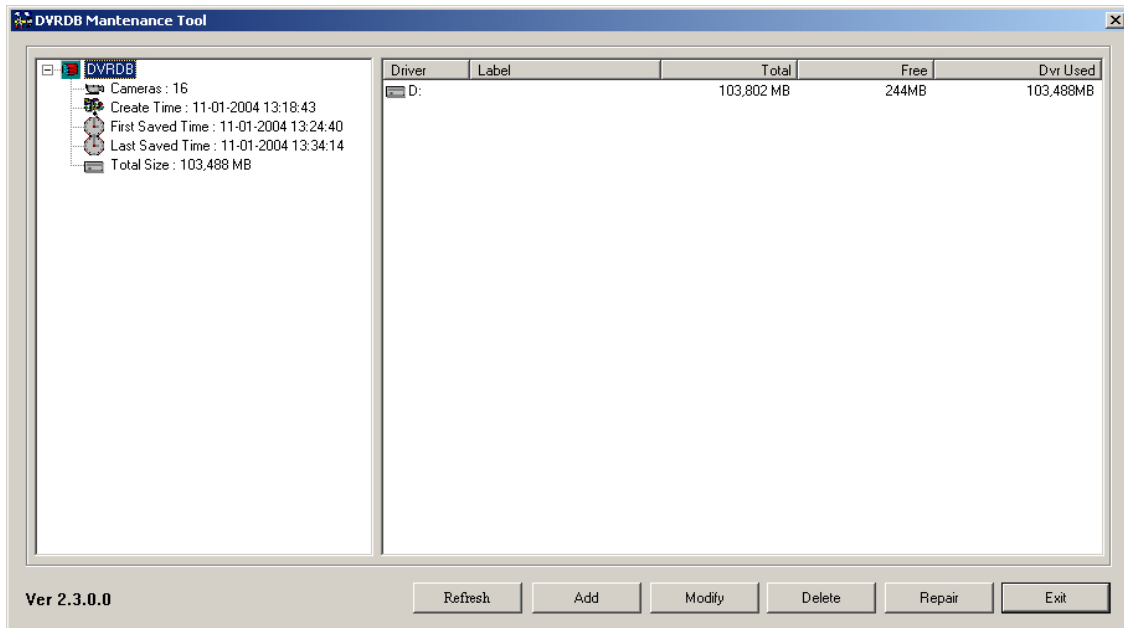 DVRDB Mantenance Tool
DVRDB
Cameras : 16
Create Time : 11-01-2004 13:18:43
First Saved Time : 11-01-2004 13:24:40
Last Saved Time : 11-01-2004 13:34:14
Total Size : 103,488 MB
Driver Label Total Free Dvr Used
D: 103,802 MB 244MB 103,488MB
Ver 2.3.0.0
Refresh Add Modify Delete Repair Exit